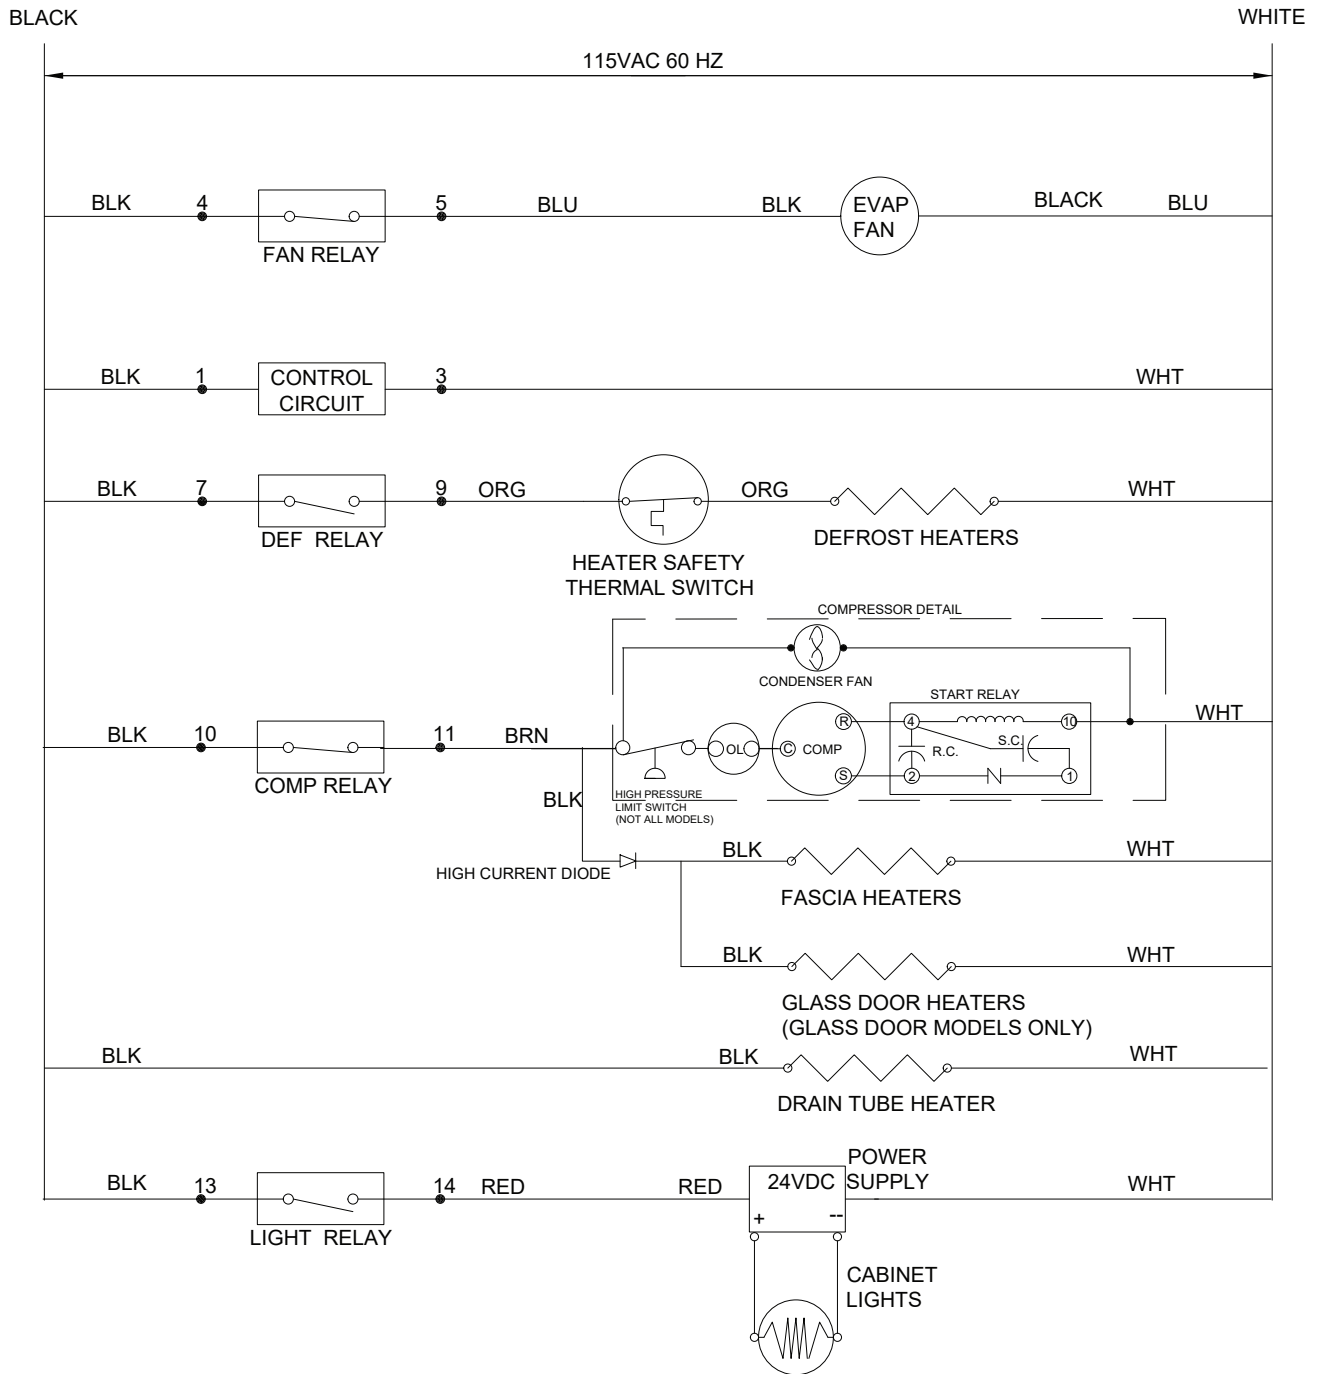 BLACK
WHITE
115VAC 60 HZ
BLK
4
FAN RELAY
5
BLU
BLK
EVAP
FAN
BLACK
BLU
BLK
1
CONTROL
CIRCUIT
3
WHT
BLK
7
DEF RELAY
9
ORG
HEATER SAFETY
THERMAL SWITCH
ORG
DEFROST HEATERS
WHT
COMPRESSOR DETAIL
CONDENSER FAN
BLK
10
COMP RELAY
11
BRN
HIGH PRESSURE
LIMIT SWITCH
(NOT ALL MODELS)
OL
C
COMP
R
S
START RELAY
4
10
R.C.
S.C.
2
N
1
WHT
BLK
HIGH CURRENT DIODE
BLK
FASCIA HEATERS
WHT
BLK
GLASS DOOR HEATERS
(GLASS DOOR MODELS ONLY)
WHT
BLK
BLK
DRAIN TUBE HEATER
WHT
BLK
13
LIGHT RELAY
14
RED
RED
24VDC
+
--
POWER
SUPPLY
WHT
CABINET
LIGHTS